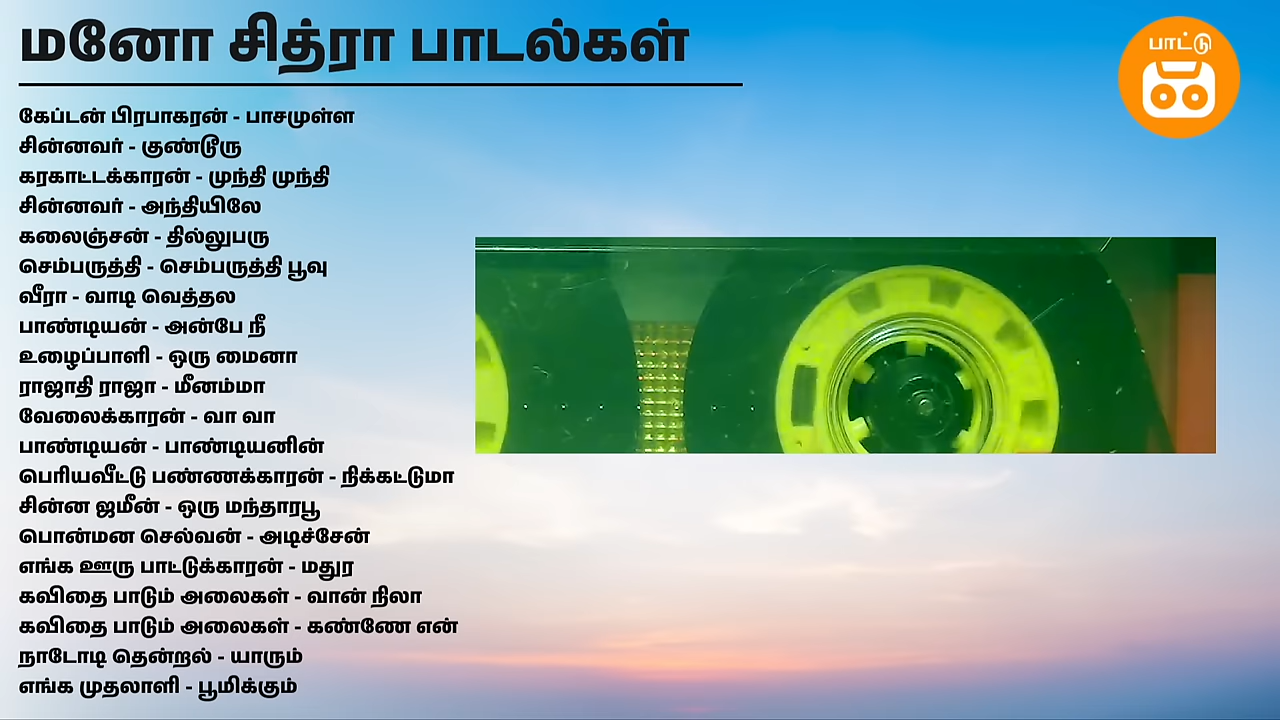 மனோ சித்ரா பாடல்கள்
பாட்டு
கேப்டன் பிரபாகரன் - பாசமுள்ள
சின்னவர் - குண்டூரு
கரகாட்டக்காரன் - முந்தி முந்தி
சின்னவர் - அந்தியிலே
கலைஞ்சன் - தில்லுபரு
செம்பருத்தி - செம்பருத்தி பூவு
வீரா - வாடி வெத்தல
பாண்டியன் - அன்பே நீ
உழைப்பாளி - ஒரு மைனா
ராஜாதி ராஜா - மீனம்மா
வேலைக்காரன் - வா வா
பாண்டியன் - பாண்டியனின்
பெரியவீட்டு பண்ணக்காரன் - நிக்கட்டுமா
சின்ன ஜமீன் - ஒரு மந்தாரபூ
பொன்மன செல்வன் - அடிச்சேன்
எங்க ஊரு பாட்டுக்காரன் - மதுர
கவிதை பாடும் அலைகள் - வான் நிலா
கவிதை பாடும் அலைகள் - கண்ணே என்
நாடோடி தென்றல் - யாரும்
எங்க முதலாளி - பூமிக்கும்